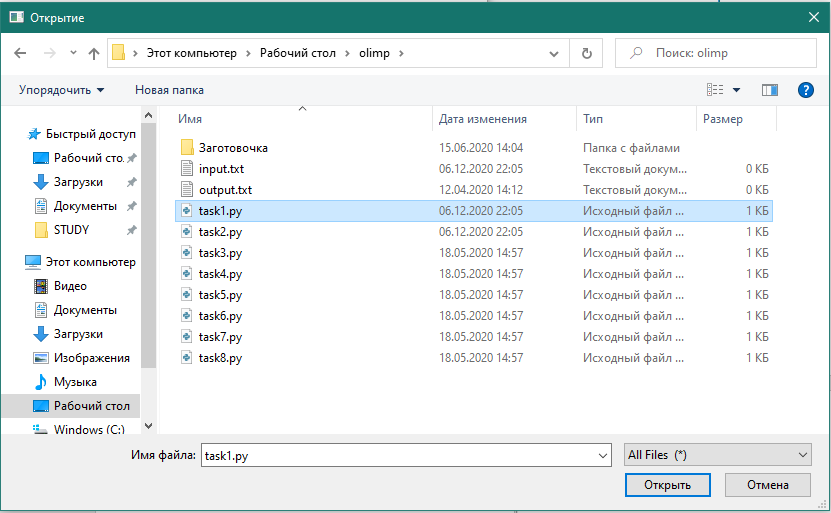 Открытие
Этот компьютер > Рабочий стол > olimp >
Поиск: olimp
Упорядочить
Новая папка
?
Имя Дата изменения Тип Размер
Заготовочка 15.06.2020 14:04 Папка с файлами
input.txt 06.12.2020 22:05 Текстовый докум... 0 КБ
output.txt 12.04.2020 14:12 Текстовый докум... 0 КБ
task1.py 06.12.2020 22:05 Исходный файл ... 1 КБ
task2.py 06.12.2020 22:05 Исходный файл ... 1 КБ
task3.py 18.05.2020 14:57 Исходный файл ... 1 КБ
task4.py 18.05.2020 14:57 Исходный файл ... 1 КБ
task5.py 18.05.2020 14:57 Исходный файл ... 1 КБ
task6.py 18.05.2020 14:57 Исходный файл ... 1 КБ
task7.py 18.05.2020 14:57 Исходный файл ... 1 КБ
task8.py 18.05.2020 14:57 Исходный файл ... 1 КБ
Быстрый доступ
Рабочий сто.
Загрузки
Документы
STUDY
Этот компьютер
Видео
Документы
Загрузки
Изображения
Музыка
Рабочий стол
Windows (C:)
Имя файла: task1.py
All Files (*)
Открыть
Отмена